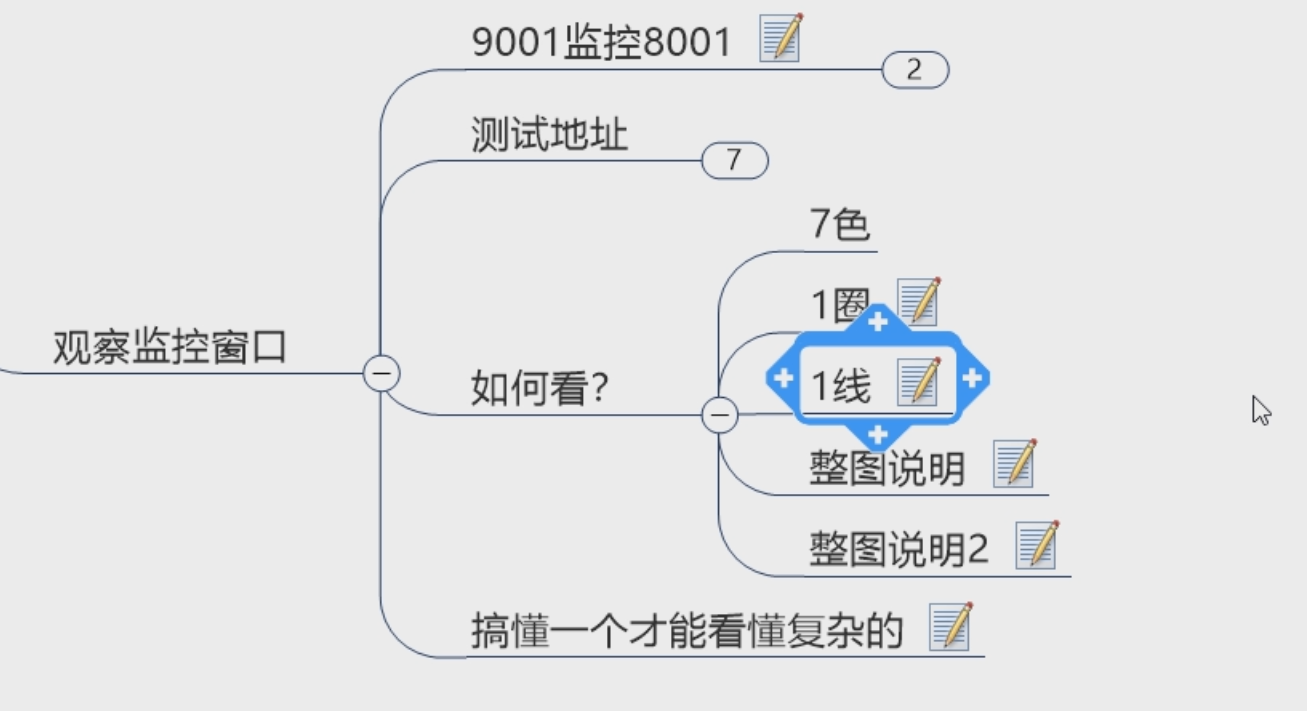 9001监控8001
2
测试地址
7
7色
1圈
观察监控窗口
如何看?
1线
整图说明
整图说明2
搞懂一个才能看懂复杂的